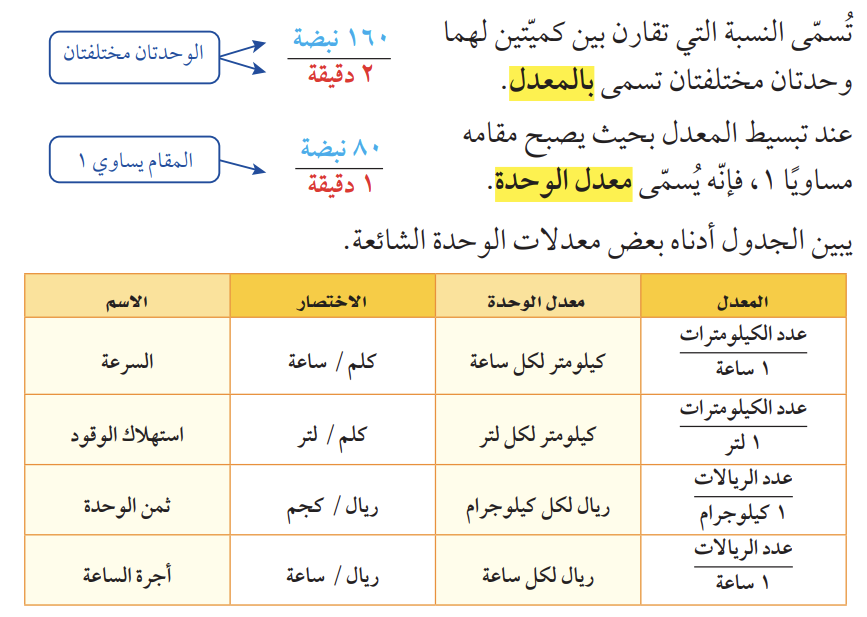 تُسمّى النسبة التي تقارن بين كميّتين لهما
وحدتان مختلفتان تسمى بالمعدل.
١٦٠ نبضة
٢ دقيقة
الوحدتان مختلفتان
عند تبسيط المعدل بحيث يصبح مقامه
مساويًا ١، فإنّه يُسمّى معدل الوحدة.
٨٠ نبضة
١ دقيقة
المقام يساوي ١
يبين الجدول أدناه بعض معدلات الوحدة الشائعة.
المعدل معدل الوحدة الاختصار الاسم
عدد الكيلومترات
١ ساعة
كيلومتر لكل ساعة كلم / ساعة السرعة
عدد الكيلومترات
١ لتر
كيلومتر لكل لتر كلم / لتر استهلاك الوقود
عدد الريالات
١ كيلوجرام
ريال لكل كيلوجرام ريال / كجم ثمن الوحدة
عدد الريالات
١ ساعة
ريال لكل ساعة ريال / ساعة أجرة الساعة